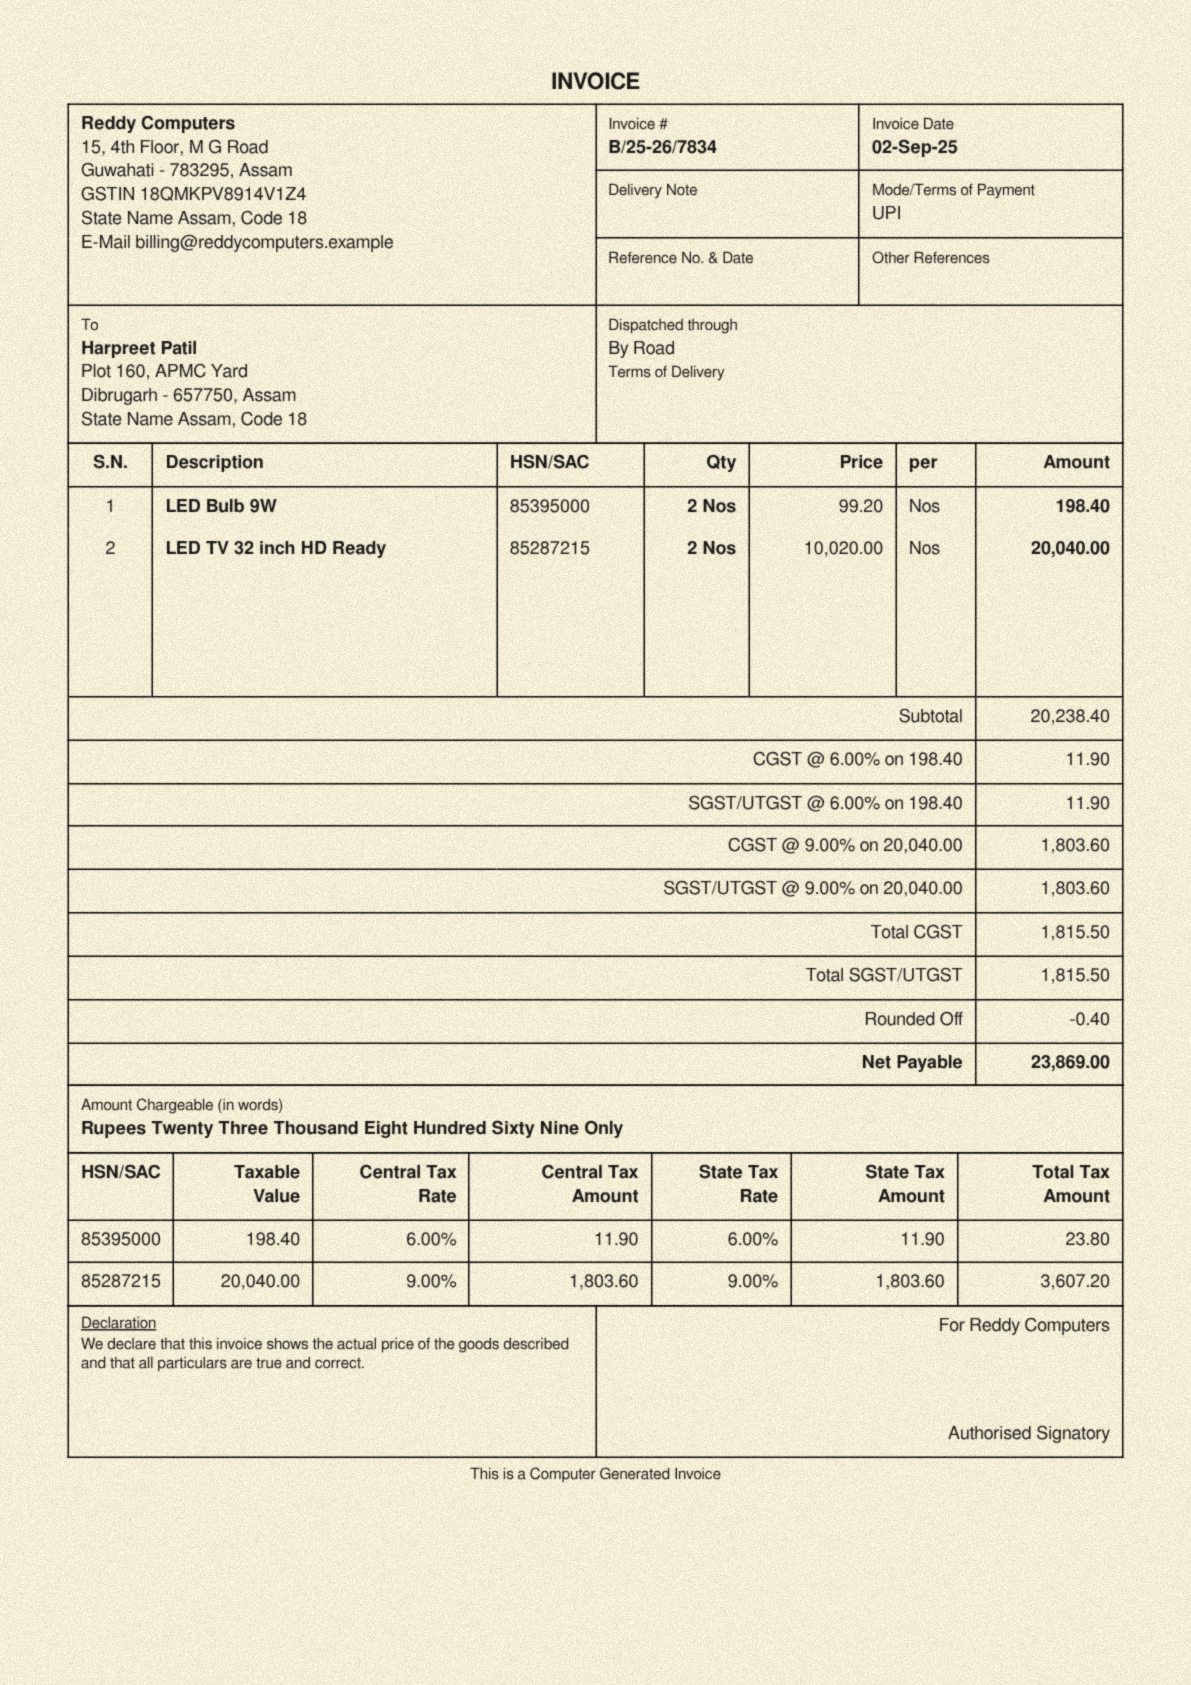 INVOICE
Reddy Computers
15, 4th Floor, M G Road
Guwahati - 783295, Assam
GSTIN 18QMKPV8914V1Z4
State Name Assam, Code 18
E-Mail billing@reddycomputers.example
Invoice #
B/25-26/7834
Invoice Date
02-Sep-25
Delivery Note
Mode/Terms of Payment
UPI
Reference No. & Date
Other References
To
Harpreet Patil
Plot 160, APMC Yard
Dibrugarh - 657750, Assam
State Name Assam, Code 18
Dispatched through
By Road
Terms of Delivery
S.N. Description HSN/SAC Qty Price per Amount
1 LED Bulb 9W 85395000 2 Nos 99.20 Nos 198.40
2 LED TV 32 inch HD Ready 85287215 2 Nos 10,020.00 Nos 20,040.00
Subtotal 20,238.40
CGST @ 6.00% on 198.40 11.90
SGST/UTGST @ 6.00% on 198.40 11.90
CGST @ 9.00% on 20,040.00 1,803.60
SGST/UTGST @ 9.00% on 20,040.00 1,803.60
Total CGST 1,815.50
Total SGST/UTGST 1,815.50
Rounded Off -0.40
Net Payable 23,869.00
Amount Chargeable (in words)
Rupees Twenty Three Thousand Eight Hundred Sixty Nine Only
HSN/SAC Taxable Central Tax Central Tax State Tax State Tax Total Tax
Value Rate Amount Rate Amount Amount
85395000 198.40 6.00% 11.90 6.00% 11.90 23.80
85287215 20,040.00 9.00% 1,803.60 9.00% 1,803.60 3,607.20
Declaration
We declare that this invoice shows the actual price of the goods described
and that all particulars are true and correct.
For Reddy Computers
Authorised Signatory
This is a Computer Generated Invoice